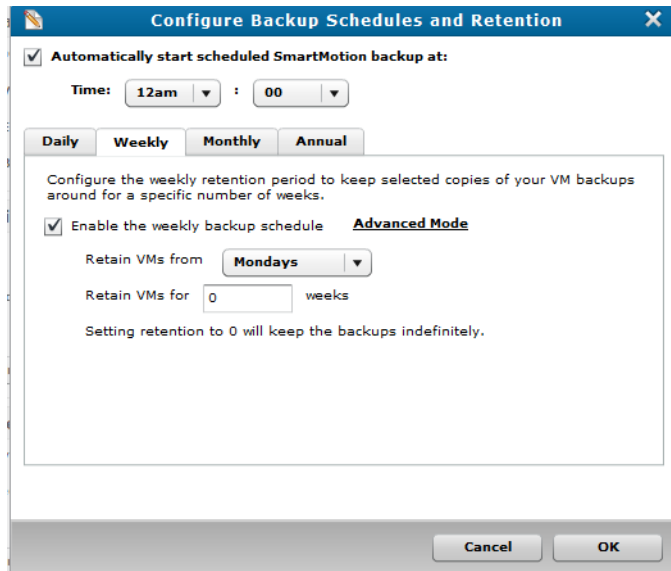 Configure Backup Schedules and Retention
Automatically start scheduled SmartMotion backup at:
Time: 12am : 00
Daily Weekly Monthly Annual
Configure the weekly retention period to keep selected copies of your VM backups
around for a specific number of weeks.
Enable the weekly backup schedule Advanced Mode
Retain VMs from Mondays
Retain VMs for 0 weeks
Setting retention to 0 will keep the backups indefinitely.
Cancel OK